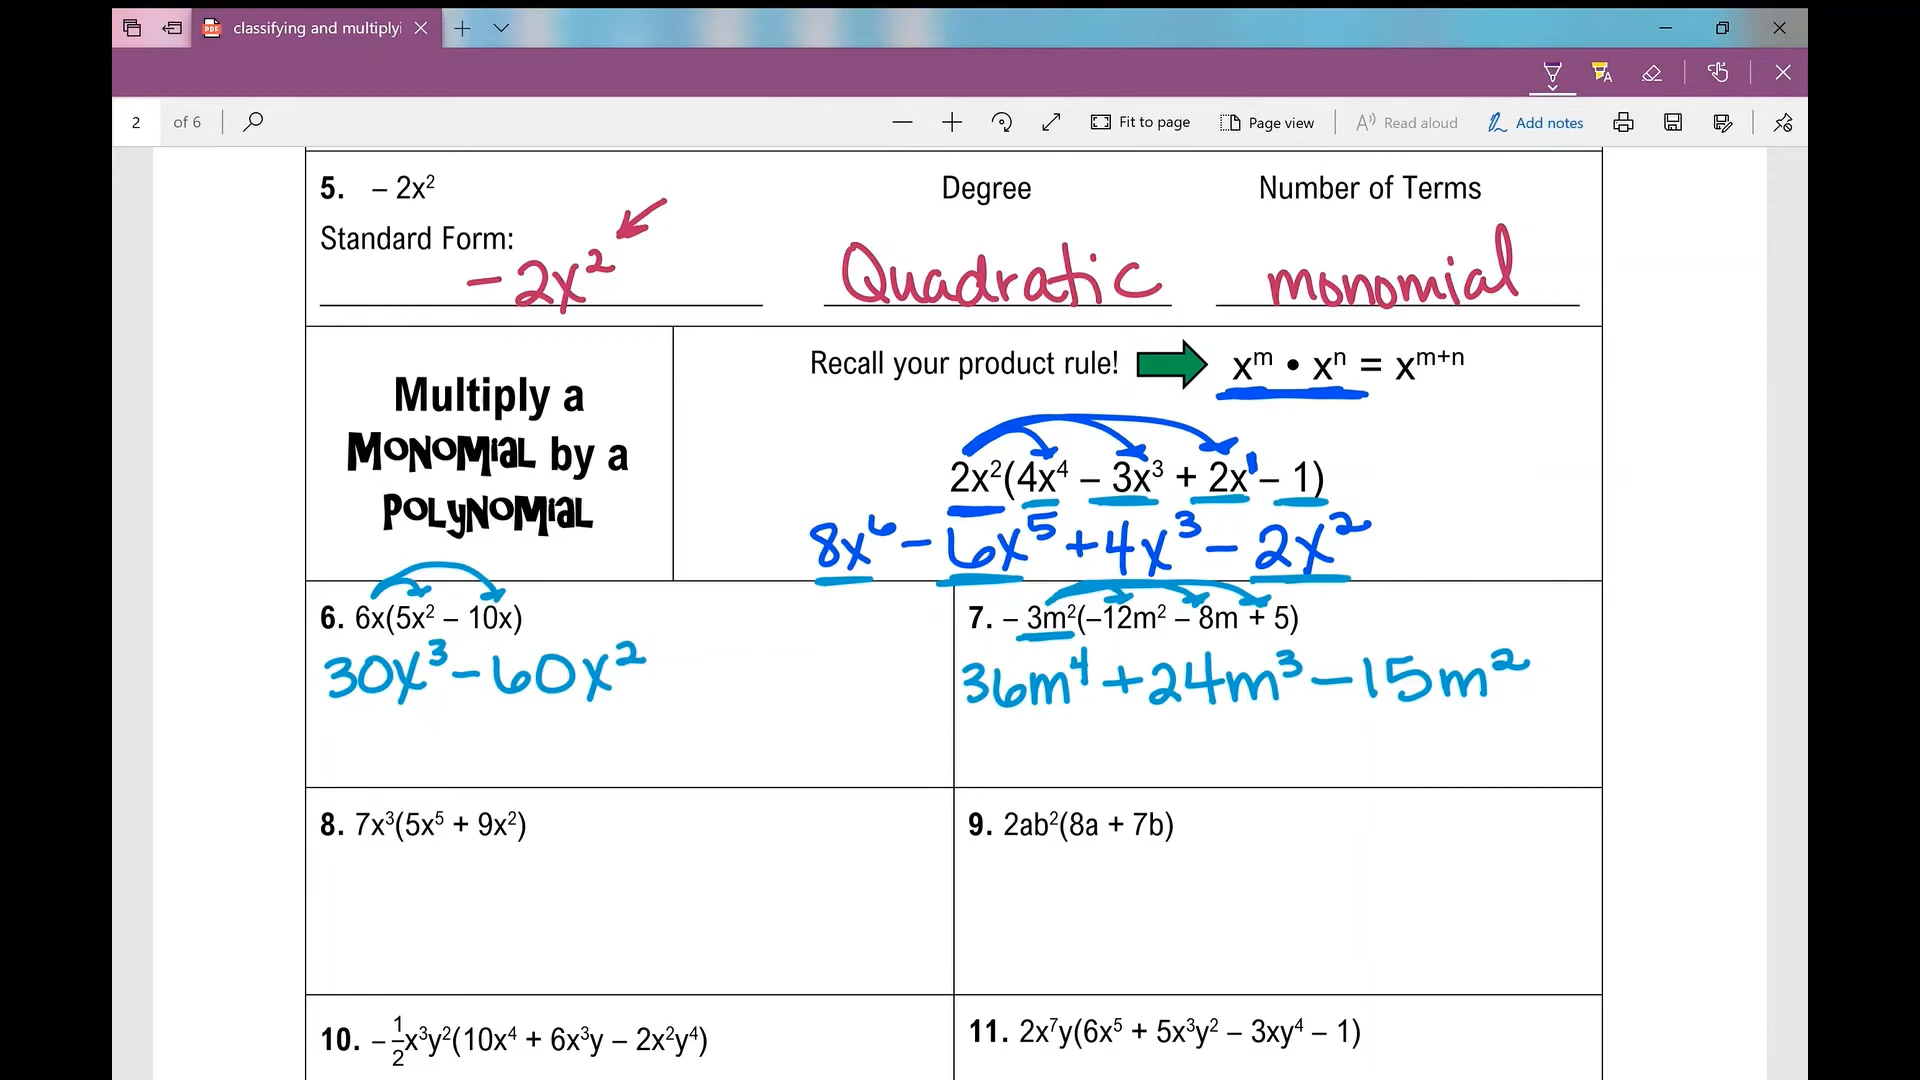 classifying and multiplyi
2 of 6
Fit to page
Page view
Read aloud
Add notes
5. – 2x² Degree Number of Terms
Standard Form:
-2x² Quadratic monomial
Multiply a
Monomial by a
Polynomial
Recall your product rule! xᵐ • xⁿ = xᵐ⁺ⁿ
2x²(4x⁴ – 3x³ + 2x¹ – 1)
8x⁶ - 6x⁵ + 4x³ - 2x²
6. 6x(5x² – 10x)
30x³ - 60x²
7. – 3m²(–12m² – 8m + 5)
36m⁴ + 24m³ - 15m²
8. 7x³(5x⁵ + 9x²)
9. 2ab²(8a + 7b)
10. –½x³y²(10x⁴ + 6x³y – 2x²y⁴)
11. 2x⁷y(6x⁵ + 5x³y² – 3xy⁴ – 1)